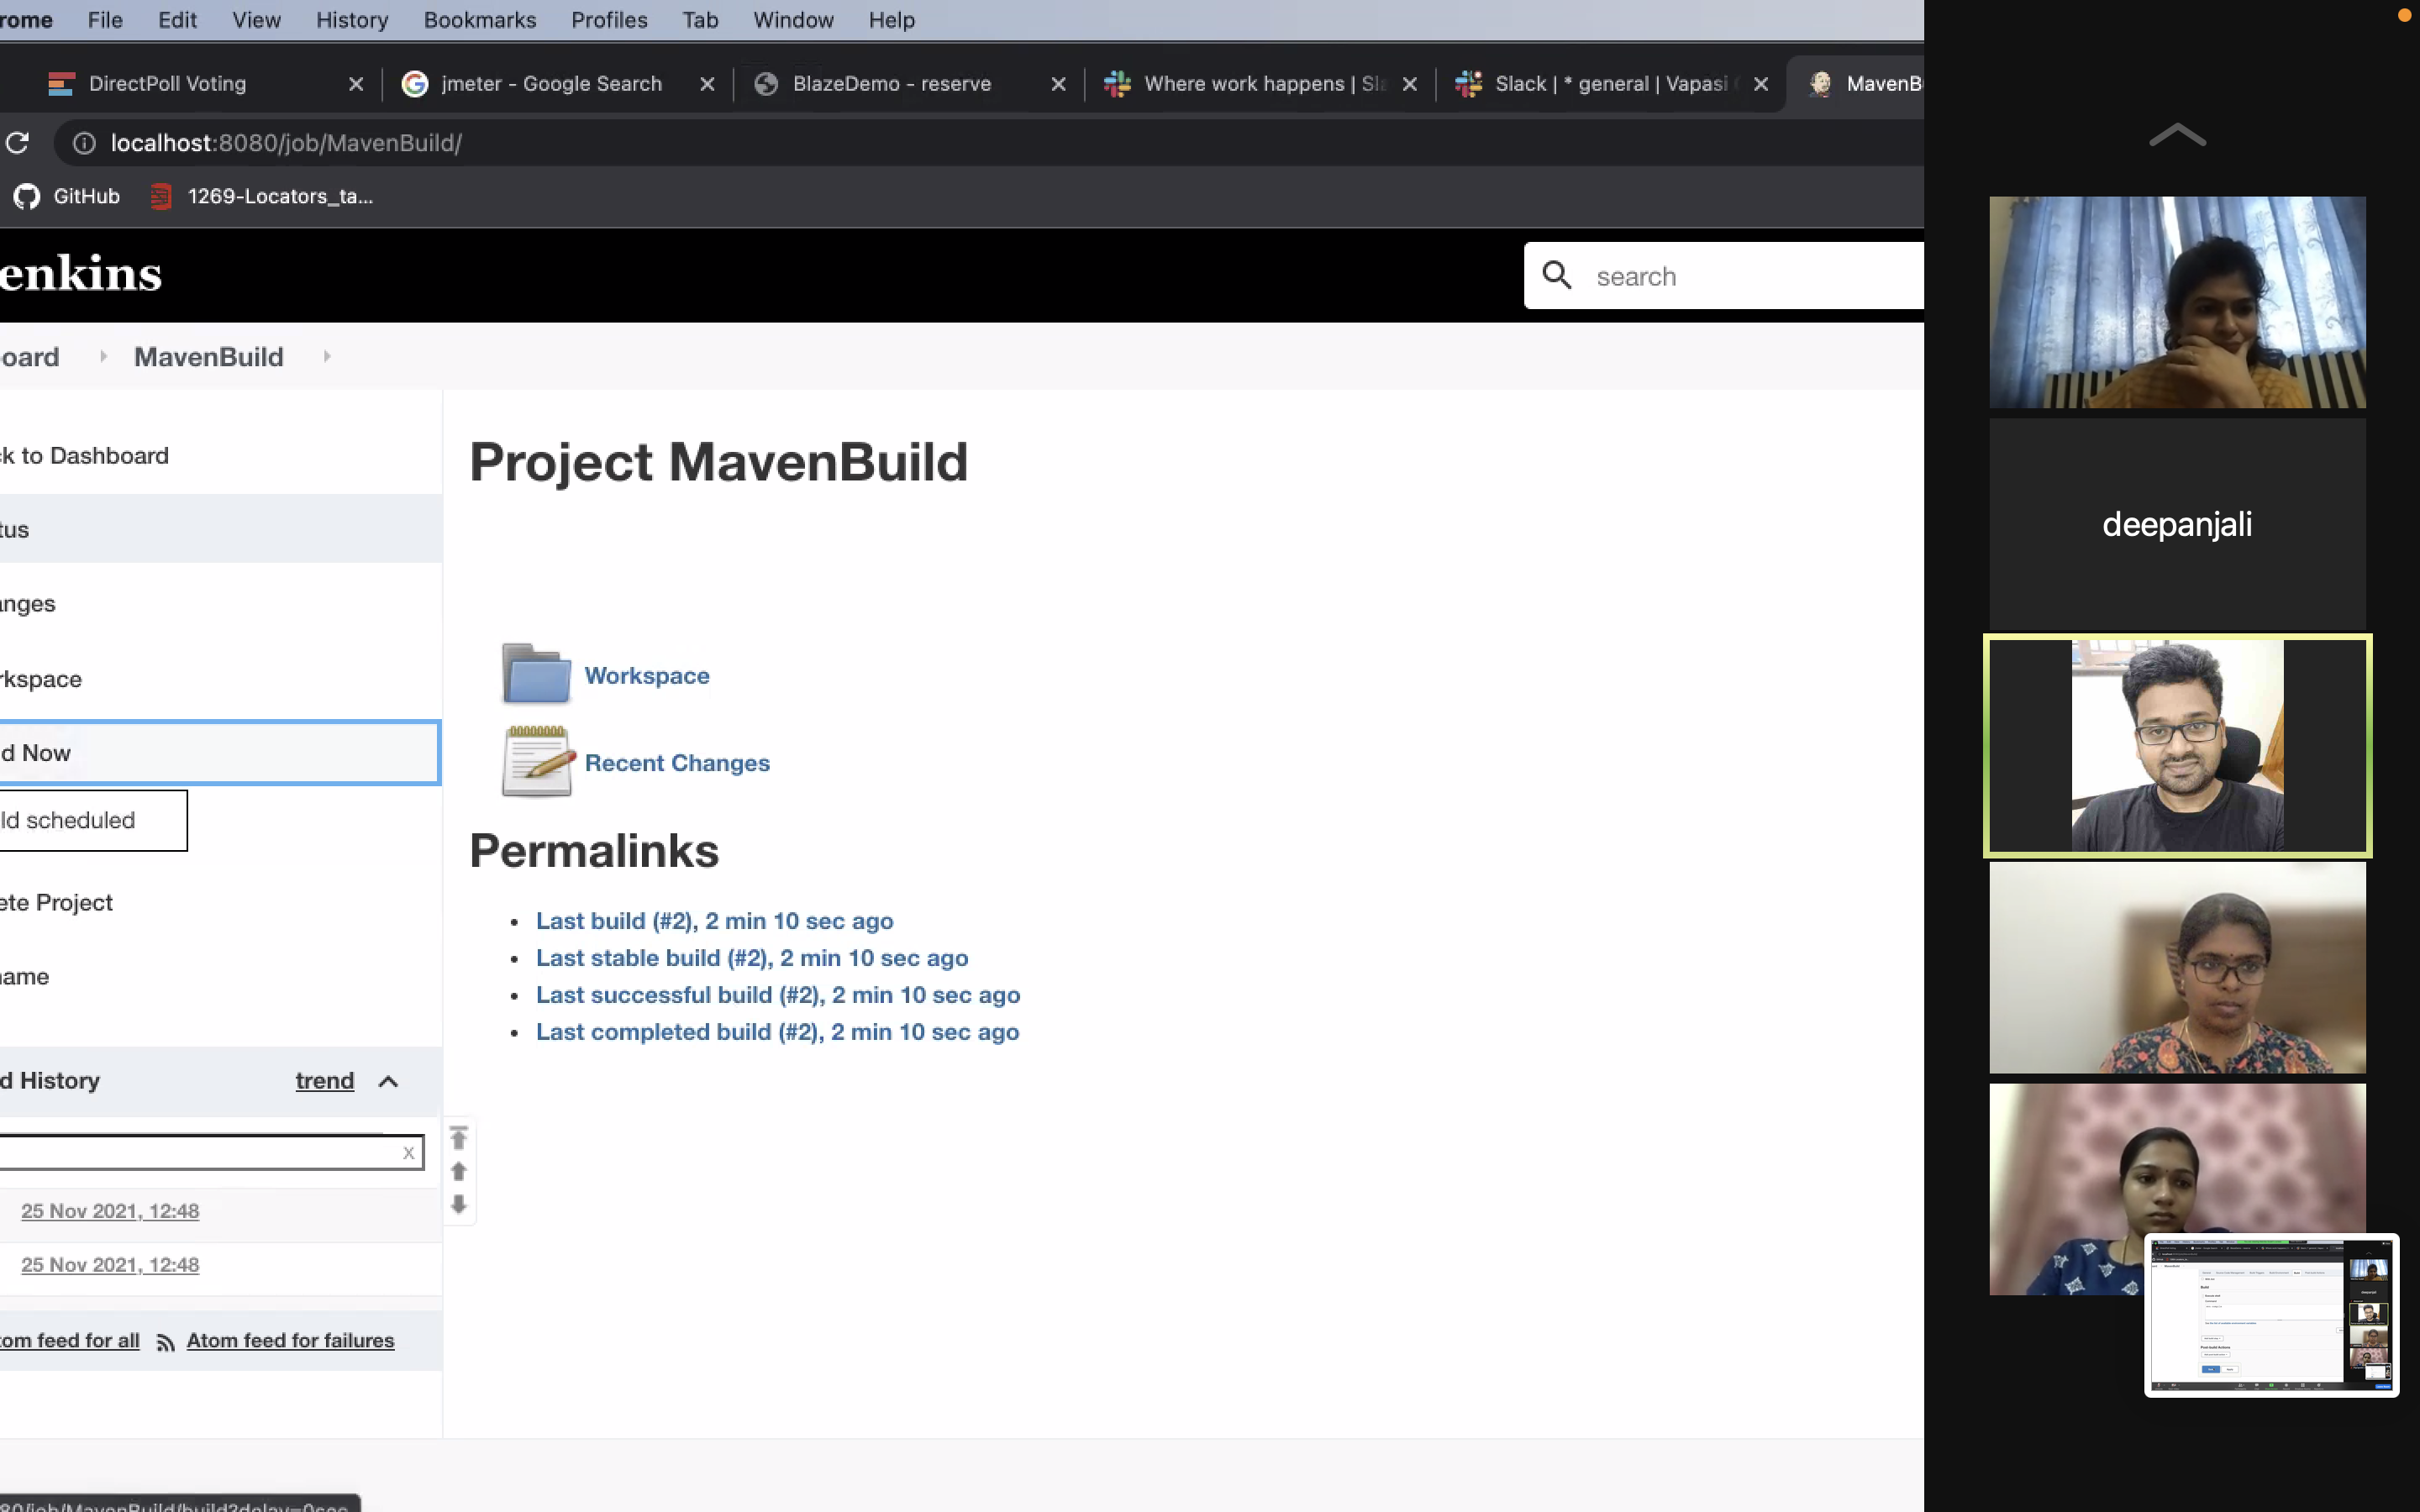 rome File Edit View History Bookmarks Profiles Tab Window Help
DirectPoll Voting jmeter - Google Search BlazeDemo - reserve Where work happens | Sla Slack | * general | Vapasi MavenB
localhost:8080/job/MavenBuild/
GitHub 1269-Locators_ta...
enkins search
oard MavenBuild
ck to Dashboard
tus
anges
rkspace
d Now
ld scheduled
ete Project
name
d History trend
x
25 Nov 2021, 12:48
25 Nov 2021, 12:48
tom feed for all Atom feed for failures
Project MavenBuild
Workspace
Recent Changes
Permalinks
• Last build (#2), 2 min 10 sec ago
• Last stable build (#2), 2 min 10 sec ago
• Last successful build (#2), 2 min 10 sec ago
• Last completed build (#2), 2 min 10 sec ago
80/job/MavenBuild/build?delay=0sec
deepanjali